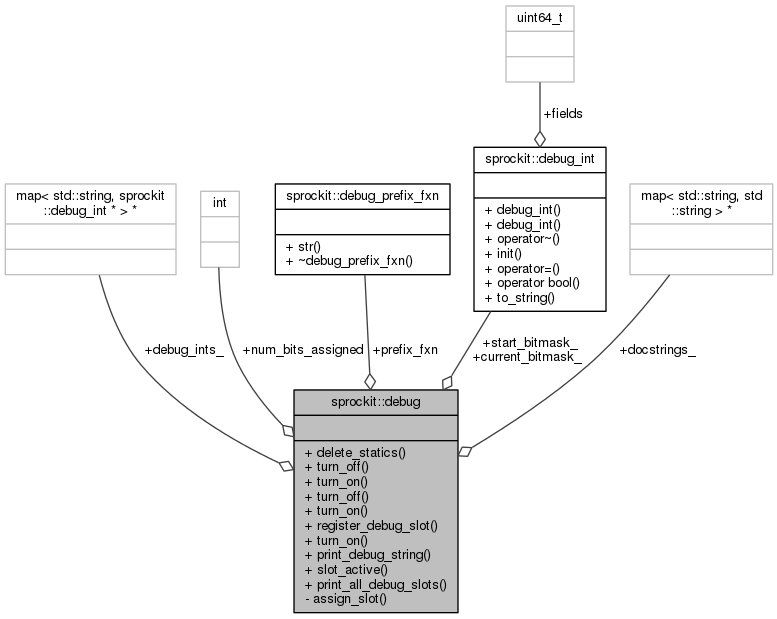 uint64_t
+fields
sprockit::debug_int
+ debug_int()
+ debug_int()
+ operator~()
+ init()
+ operator=()
+ operator bool()
+ to_string()
map< std::string, sprockit
::debug_int * > *
int
sprockit::debug_prefix_fxn
+ str()
+ ~debug_prefix_fxn()
map< std::string, std
::string > *
+debug_ints_
+num_bits_assigned
+prefix_fxn
+start_bitmask_
+current_bitmask_
+docstrings_
sprockit::debug
+ delete_statics()
+ turn_off()
+ turn_on()
+ turn_off()
+ turn_on()
+ register_debug_slot()
+ turn_on()
+ print_debug_string()
+ slot_active()
+ print_all_debug_slots()
- assign_slot()